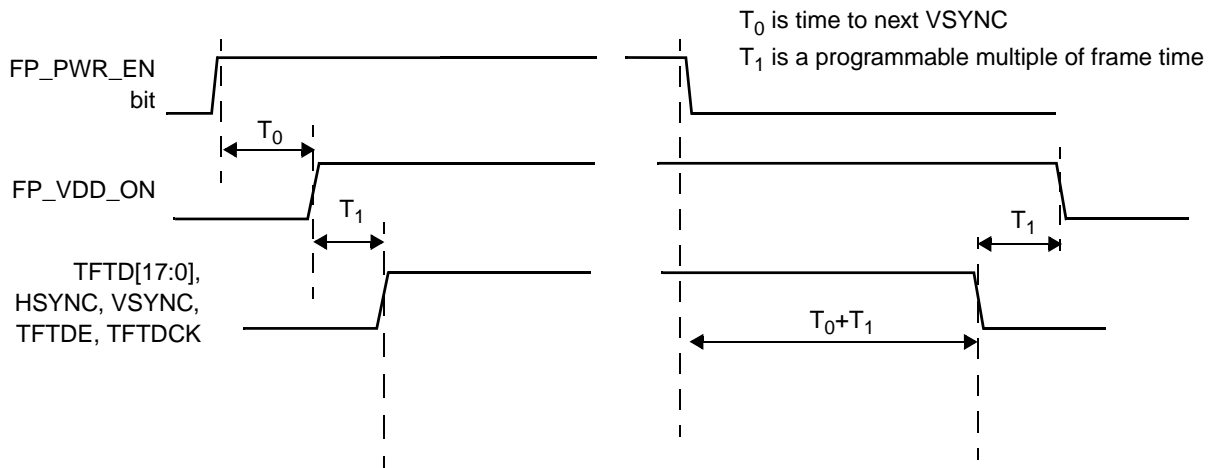 T0 is time to next VSYNC
T1 is a programmable multiple of frame time
FP_PWR_EN
bit
T0
FP_VDD_ON
T1
T1
TFTD[17:0],
HSYNC, VSYNC,
TFTDE, TFTDCK
T0+T1